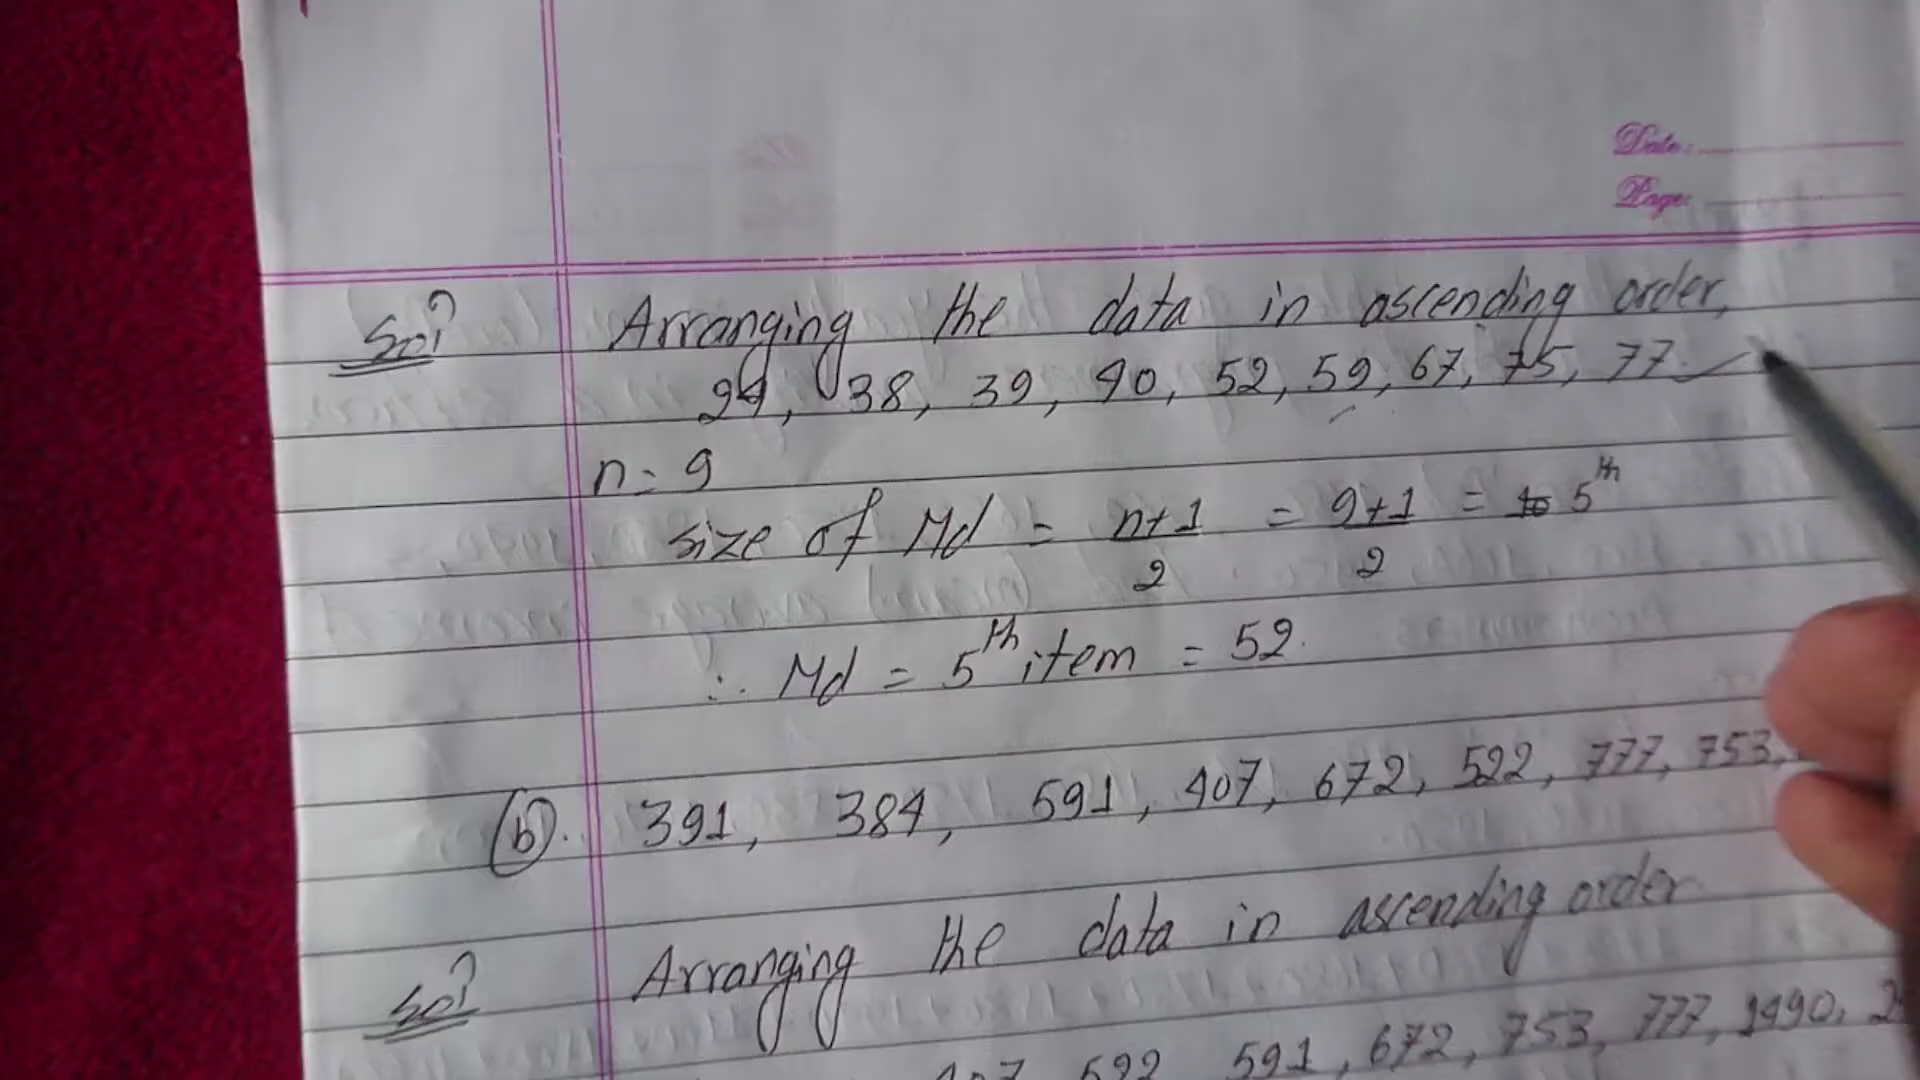 Date:
Page:
Sol? Arranging the data in ascending order,
24, 38, 39, 40, 52, 59, 67, 75, 77.
n = 9
size of Md = n+1/2 = 9+1/2 = 5th
∴ Md = 5th item = 52.
(b). 391, 384, 591, 407, 672, 522, 777, 753,
Sol? Arranging the data in ascending order
591, 672, 753, 777, 1490,